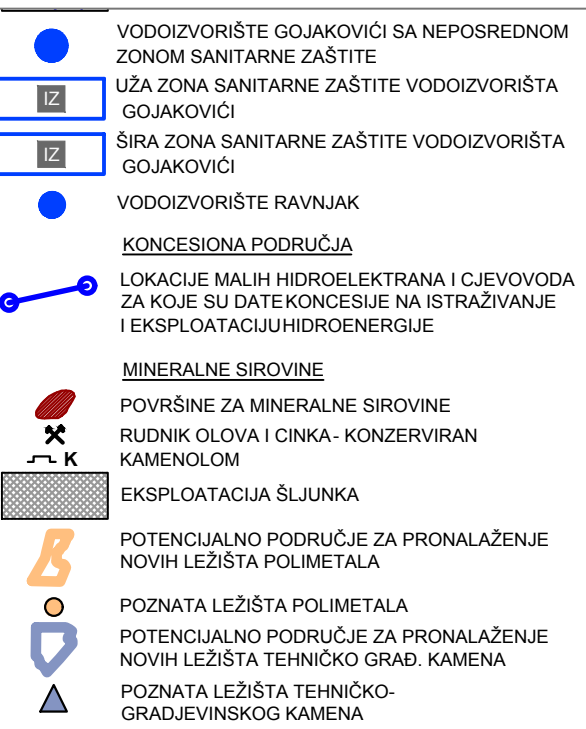 VODOIZVORIŠTE GOJAKOVIĆI SA NEPOSREDNOM
ZONOM SANITARNE ZAŠTITE
IZ
UŽA ZONA SANITARNE ZAŠTITE VODOIZVORIŠTA
GOJAKOVIĆI
IZ
ŠIRA ZONA SANITARNE ZAŠTITE VODOIZVORIŠTA
GOJAKOVIĆI
VODOIZVORIŠTE RAVNJAK
KONCESIONA PODRUČJA
LOKACIJE MALIH HIDROELEKTRANA I CJEVOVODA
ZA KOJE SU DATE KONCESIJE NA ISTRAŽIVANJE
I EKSPLOATACIJU HIDROENERGIJE
MINERALNE SIROVINE
POVRŠINE ZA MINERALNE SIROVINE
RUDNIK OLOVA I CINKA- KONZERVIRAN
K KAMENOLOM
EKSPLOATACIJA ŠLJUNKA
POTENCIJALNO PODRUČJE ZA PRONALAŽENJE
NOVIH LEŽIŠTA POLIMETALA
POZNATA LEŽIŠTA POLIMETALA
POTENCIJALNO PODRUČJE ZA PRONALAŽENJE
NOVIH LEŽIŠTA TEHNIČKO GRAĐ. KAMENA
POZNATA LEŽIŠTA TEHNIČKO-
GRADJEVINSKOG KAMENA